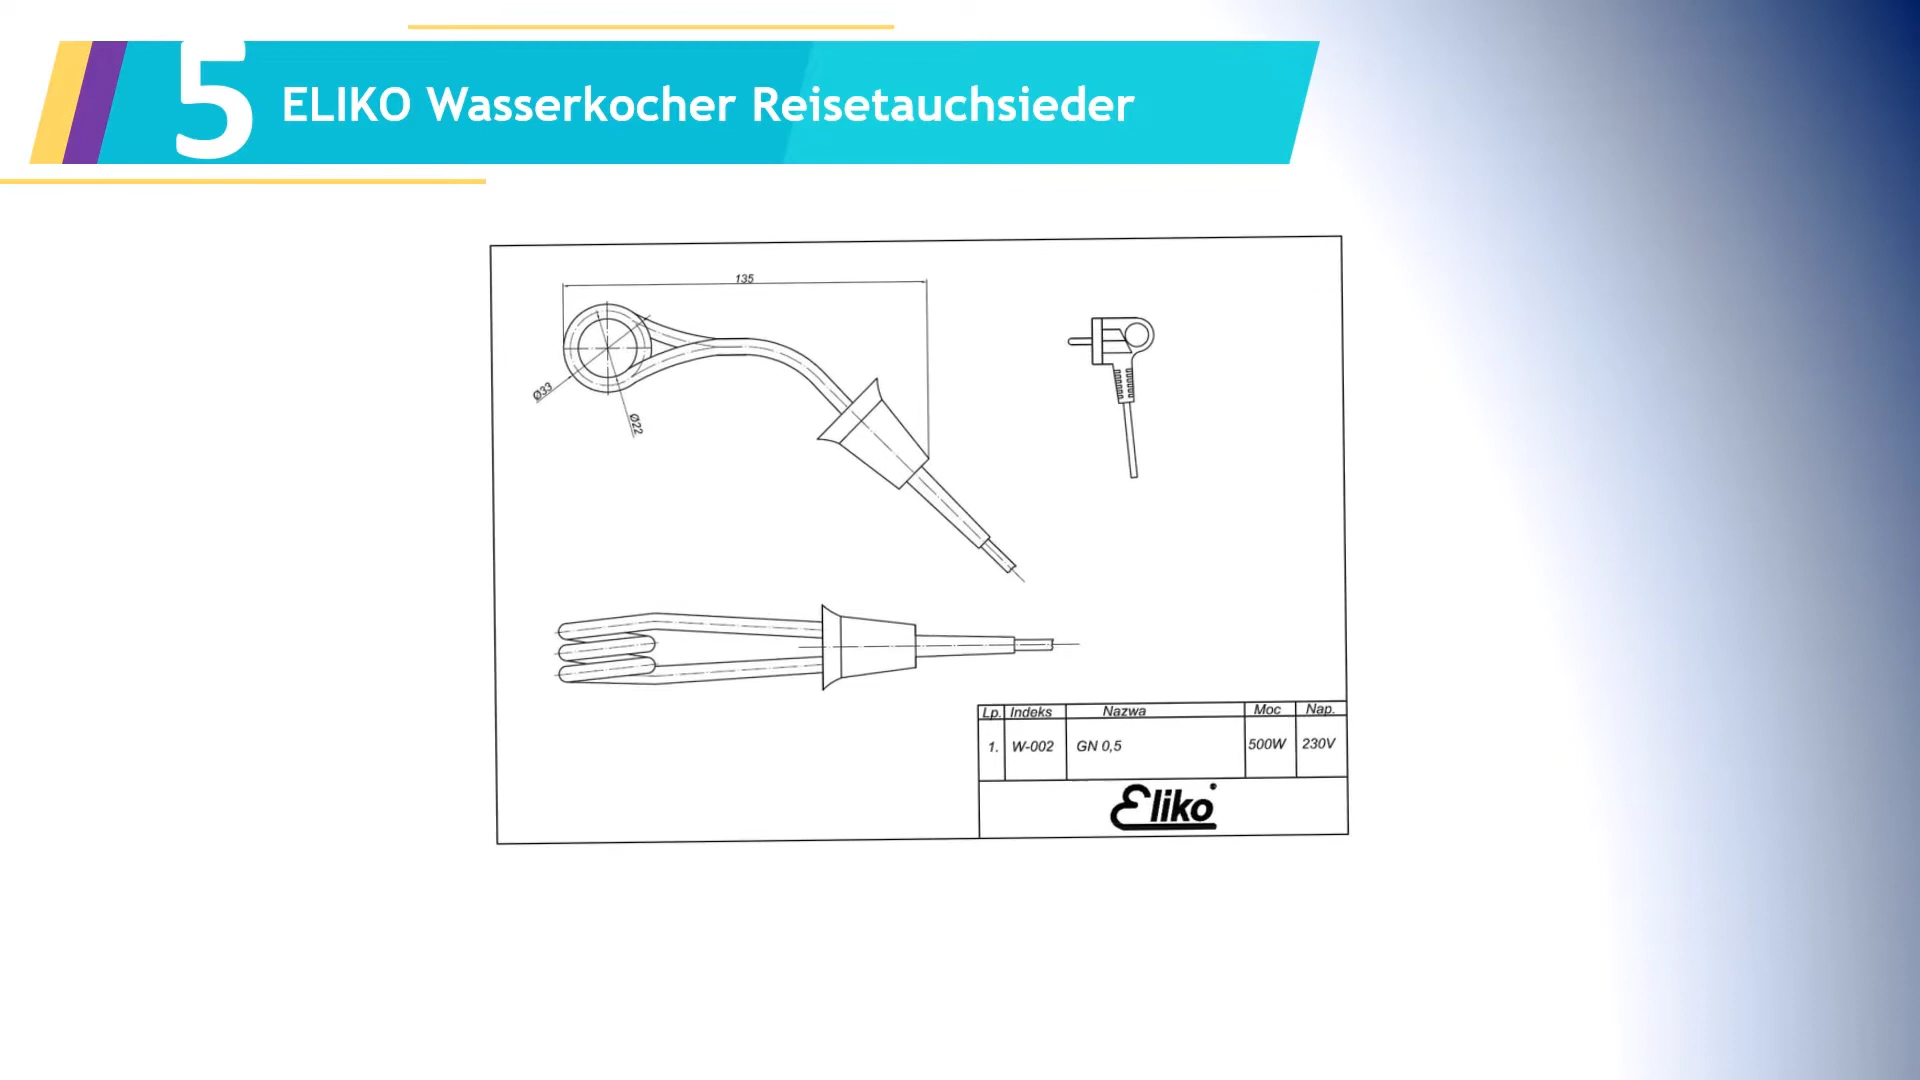 5 ELIKO Wasserkocher Reisetauchsieder
135
Ø33
Ø22
Lp. Indeks Nazwa Moc Nap.
1. W-002 GN 0,5 500W 230V
Eliko